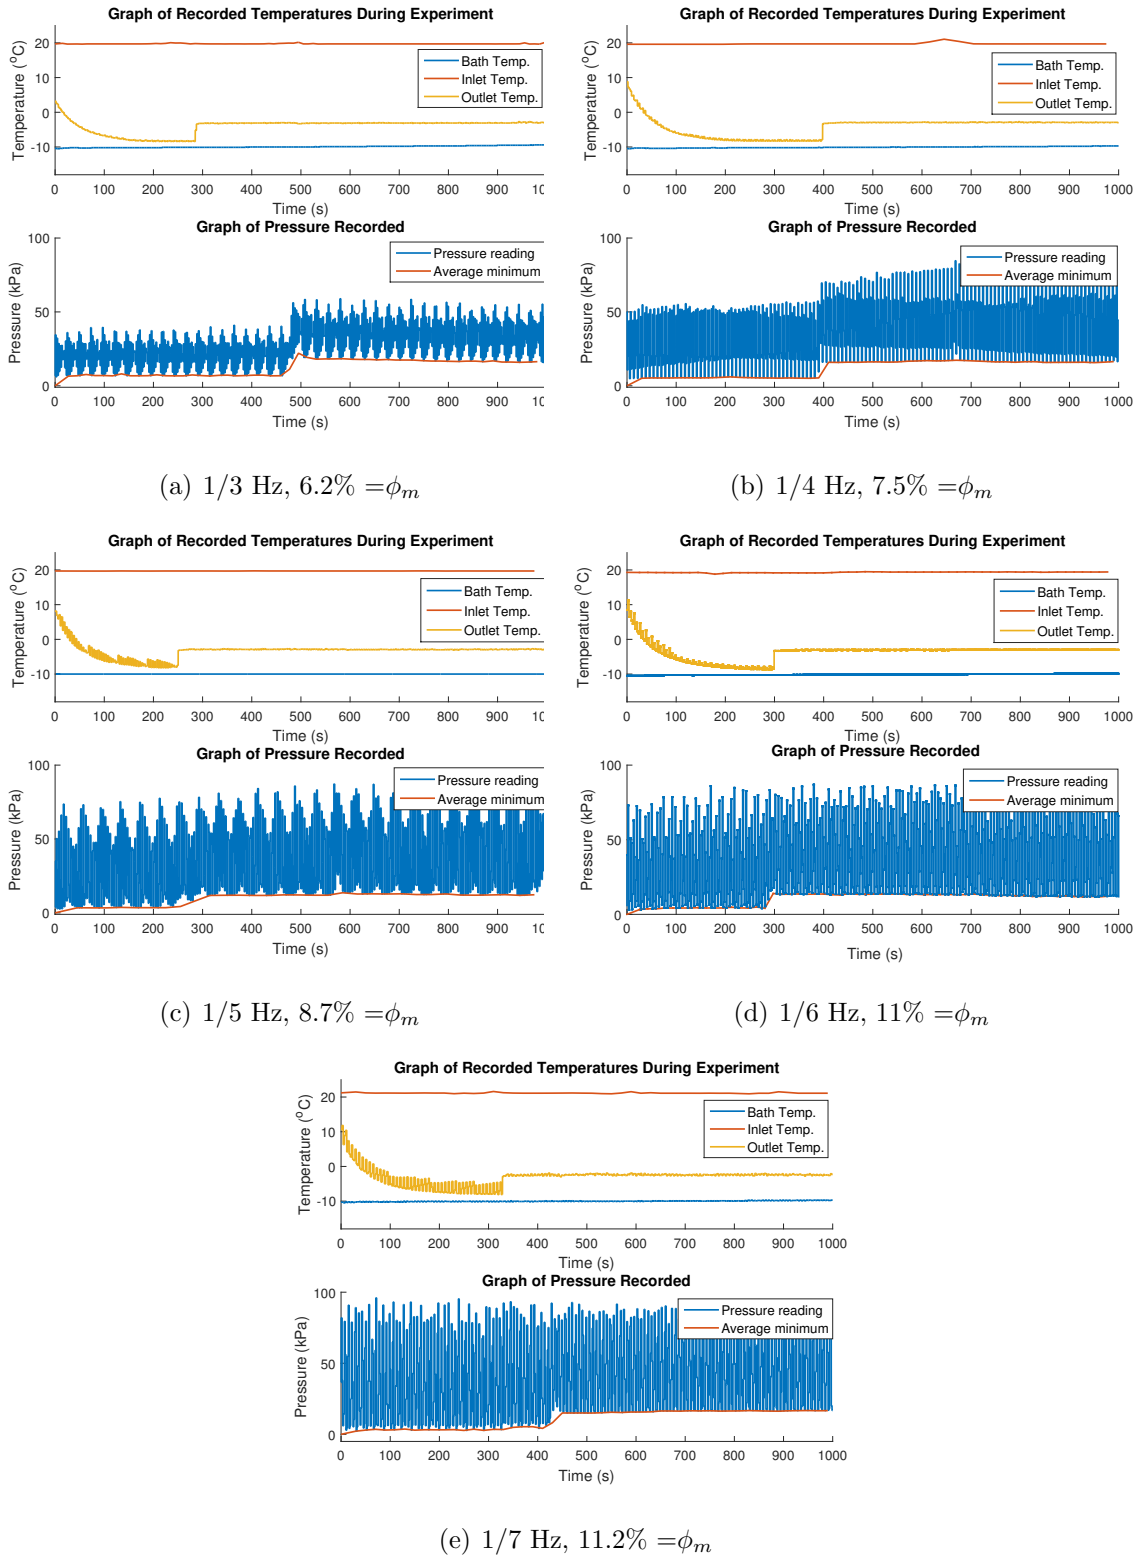 Graph of Recorded Temperatures During Experiment
Temperature (°C)
20
10
0
-10
Bath Temp.
Inlet Temp.
Outlet Temp.
0 100 200 300 400 500 600 700 800 900
Time (s)
Graph of Pressure Recorded
Pressure (kPa)
100
50
0
Pressure reading
Average minimum
0 100 200 300 400 500 600 700 800 900
Time (s)
(a) 1/3 Hz, 6.2% =ϕm
Graph of Recorded Temperatures During Experiment
Temperature (°C)
20
10
0
-10
Bath Temp.
Inlet Temp.
Outlet Temp.
0 100 200 300 400 500 600 700 800 900 1000
Time (s)
Graph of Pressure Recorded
Pressure (kPa)
100
50
0
Pressure reading
Average minimum
0 100 200 300 400 500 600 700 800 900 1000
Time (s)
(b) 1/4 Hz, 7.5% =ϕm
Graph of Recorded Temperatures During Experiment
Temperature (°C)
20
10
0
-10
Bath Temp.
Inlet Temp.
Outlet Temp.
0 100 200 300 400 500 600 700 800 900
Time (s)
Graph of Pressure Recorded
Pressure (kPa)
100
50
0
Pressure reading
Average minimum
0 100 200 300 400 500 600 700 800 900
Time (s)
(c) 1/5 Hz, 8.7% =ϕm
Graph of Recorded Temperatures During Experiment
Temperature (°C)
20
10
0
-10
Bath Temp.
Inlet Temp.
Outlet Temp.
0 100 200 300 400 500 600 700 800 900 1000
Time (s)
Graph of Pressure Recorded
Pressure (kPa)
100
50
0
Pressure reading
Average minimum
0 100 200 300 400 500 600 700 800 900 1000
Time (s)
(d) 1/6 Hz, 11% =ϕm
Graph of Recorded Temperatures During Experiment
Temperature (°C)
20
10
0
-10
Bath Temp.
Inlet Temp.
Outlet Temp.
0 100 200 300 400 500 600 700 800 900 1000
Time (s)
Graph of Pressure Recorded
Pressure (kPa)
100
50
0
Pressure reading
Average minimum
0 100 200 300 400 500 600 700 800 900 1000
Time (s)
(e) 1/7 Hz, 11.2% =ϕm